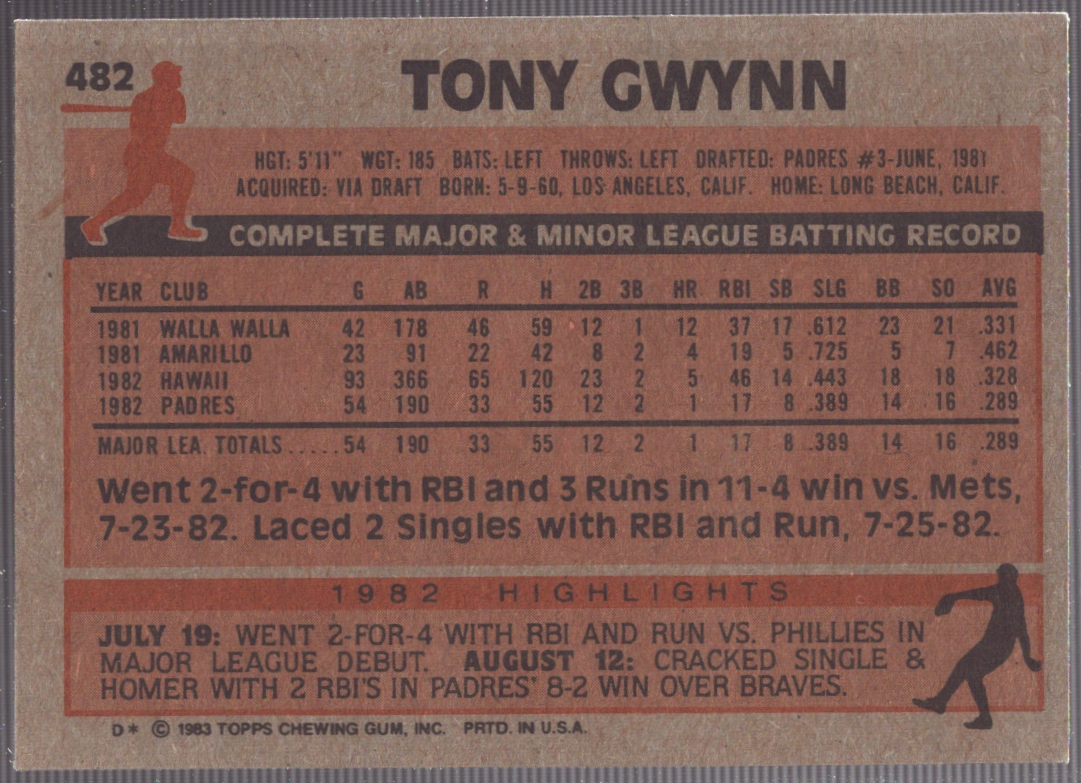 482
TONY GWYNN
HGT: 5'11" WGT: 185 BATS: LEFT THROWS: LEFT DRAFTED: PADRES #3-JUNE, 1981
ACQUIRED: VIA DRAFT BORN: 5-9-60, LOS ANGELES, CALIF. HOME: LONG BEACH, CALIF.
COMPLETE MAJOR & MINOR LEAGUE BATTING RECORD
YEAR CLUB G AB R H 2B 3B HR RBI SB SLG BB SO AVG
1981 WALLA WALLA 42 178 46 59 12 1 12 37 17 .612 23 21 .331
1981 AMARILLO 23 91 22 42 8 2 4 19 5 .725 5 7 .462
1982 HAWAII 93 366 65 120 23 2 5 46 14 .443 18 18 .328
1982 PADRES 54 190 33 55 12 2 1 17 8 .389 14 16 .289
MAJOR LEA. TOTALS.....54 190 33 55 12 2 1 17 8 .389 14 16 .289
Went 2-for-4 with RBI and 3 Runs in 11-4 win vs. Mets,
7-23-82. Laced 2 Singles with RBI and Run, 7-25-82.
1982 HIGHLIGHTS
JULY 19: WENT 2-FOR-4 WITH RBI AND RUN VS. PHILLIES IN
MAJOR LEAGUE DEBUT. AUGUST 12: CRACKED SINGLE &
HOMER WITH 2 RBI'S IN PADRES' 8-2 WIN OVER BRAVES.
D* © 1983 TOPPS CHEWING GUM, INC. PRTD. IN U.S.A.